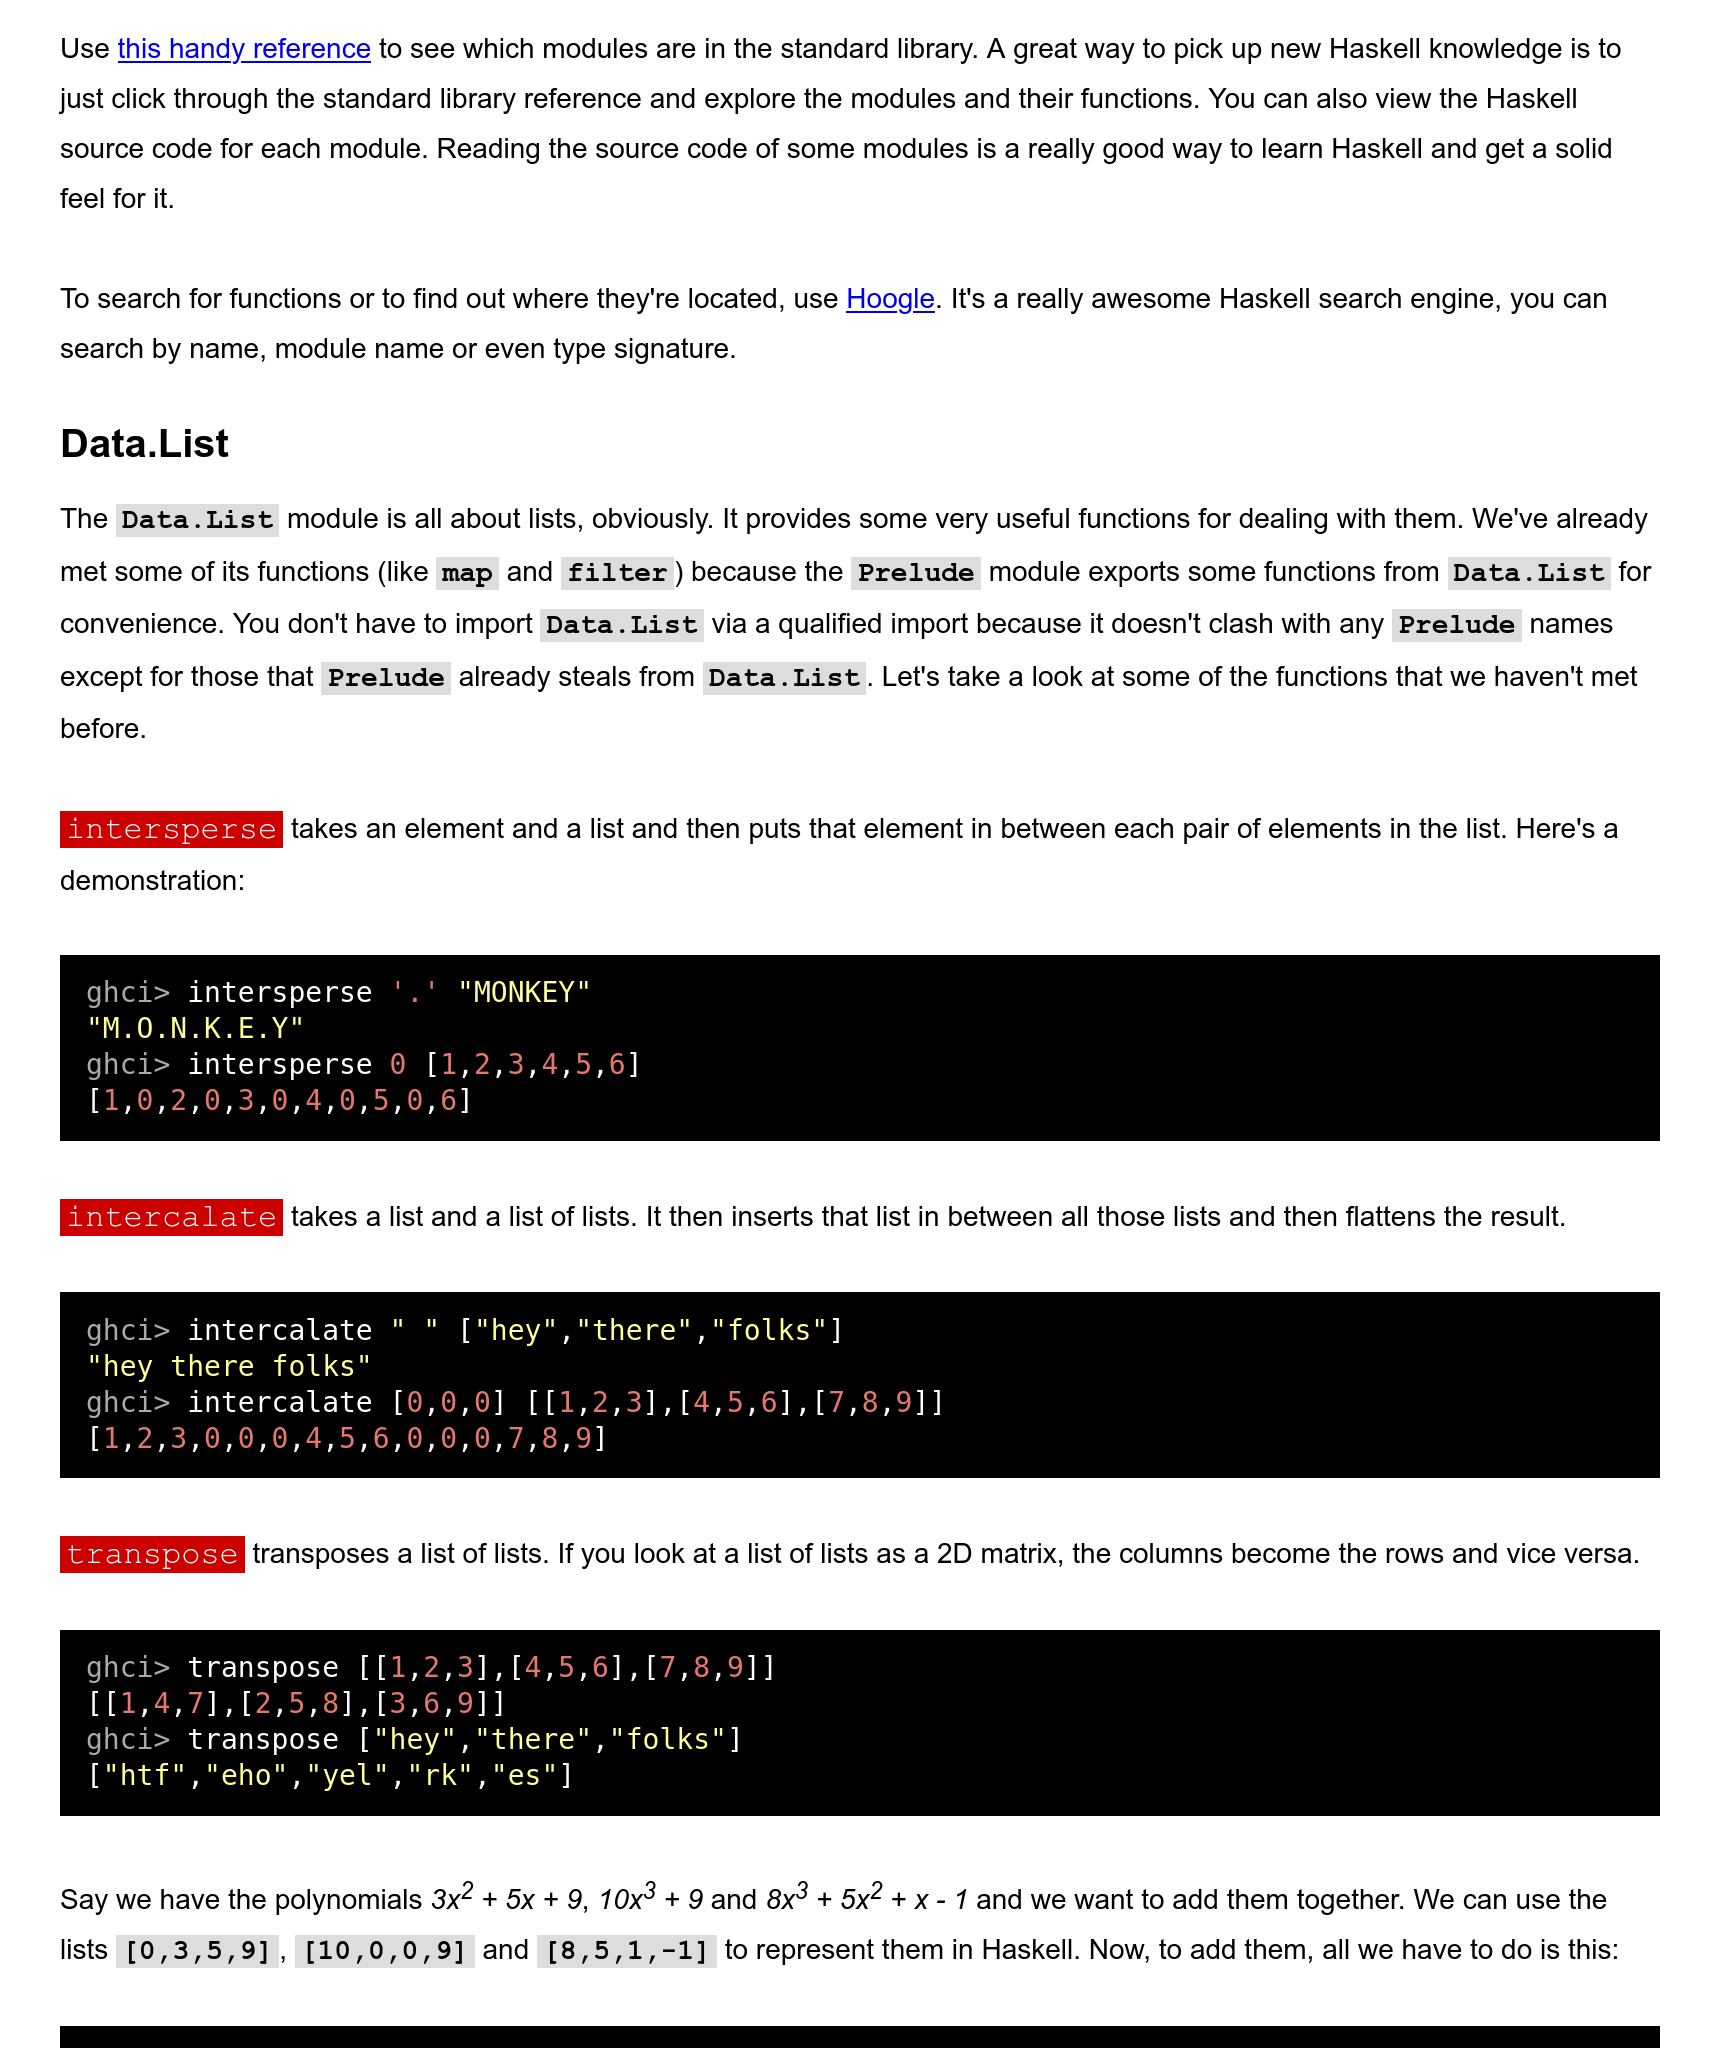 Use this handy reference to see which modules are in the standard library. A great way to pick up new Haskell knowledge is to
just click through the standard library reference and explore the modules and their functions. You can also view the Haskell
source code for each module. Reading the source code of some modules is a really good way to learn Haskell and get a solid
feel for it.
To search for functions or to find out where they're located, use Hoogle. It's a really awesome Haskell search engine, you can
search by name, module name or even type signature.
Data.List
The Data.List module is all about lists, obviously. It provides some very useful functions for dealing with them. We've already
met some of its functions (like map and filter) because the Prelude module exports some functions from Data.List for
convenience. You don't have to import Data.List via a qualified import because it doesn't clash with any Prelude names
except for those that Prelude already steals from Data.List. Let's take a look at some of the functions that we haven't met
before.
intersperse takes an element and a list and then puts that element in between each pair of elements in the list. Here's a
demonstration:
ghci> intersperse '.' "MONKEY"
"M.O.N.K.E.Y"
ghci> intersperse 0 [1,2,3,4,5,6]
[1,0,2,0,3,0,4,0,5,0,6]
intercalate takes a list and a list of lists. It then inserts that list in between all those lists and then flattens the result.
ghci> intercalate " " ["hey","there","folks"]
"hey there folks"
ghci> intercalate [0,0,0] [[1,2,3],[4,5,6],[7,8,9]]
[1,2,3,0,0,0,4,5,6,0,0,0,7,8,9]
transpose transposes a list of lists. If you look at a list of lists as a 2D matrix, the columns become the rows and vice versa.
ghci> transpose [[1,2,3],[4,5,6],[7,8,9]]
[[1,4,7],[2,5,8],[3,6,9]]
ghci> transpose ["hey","there","folks"]
["htf","eho","yel","rk","es"]
Say we have the polynomials 3x² + 5x + 9, 10x³ + 9 and 8x³ + 5x² + x - 1 and we want to add them together. We can use the
lists [0,3,5,9], [10,0,0,9] and [8,5,1,-1] to represent them in Haskell. Now, to add them, all we have to do is this: